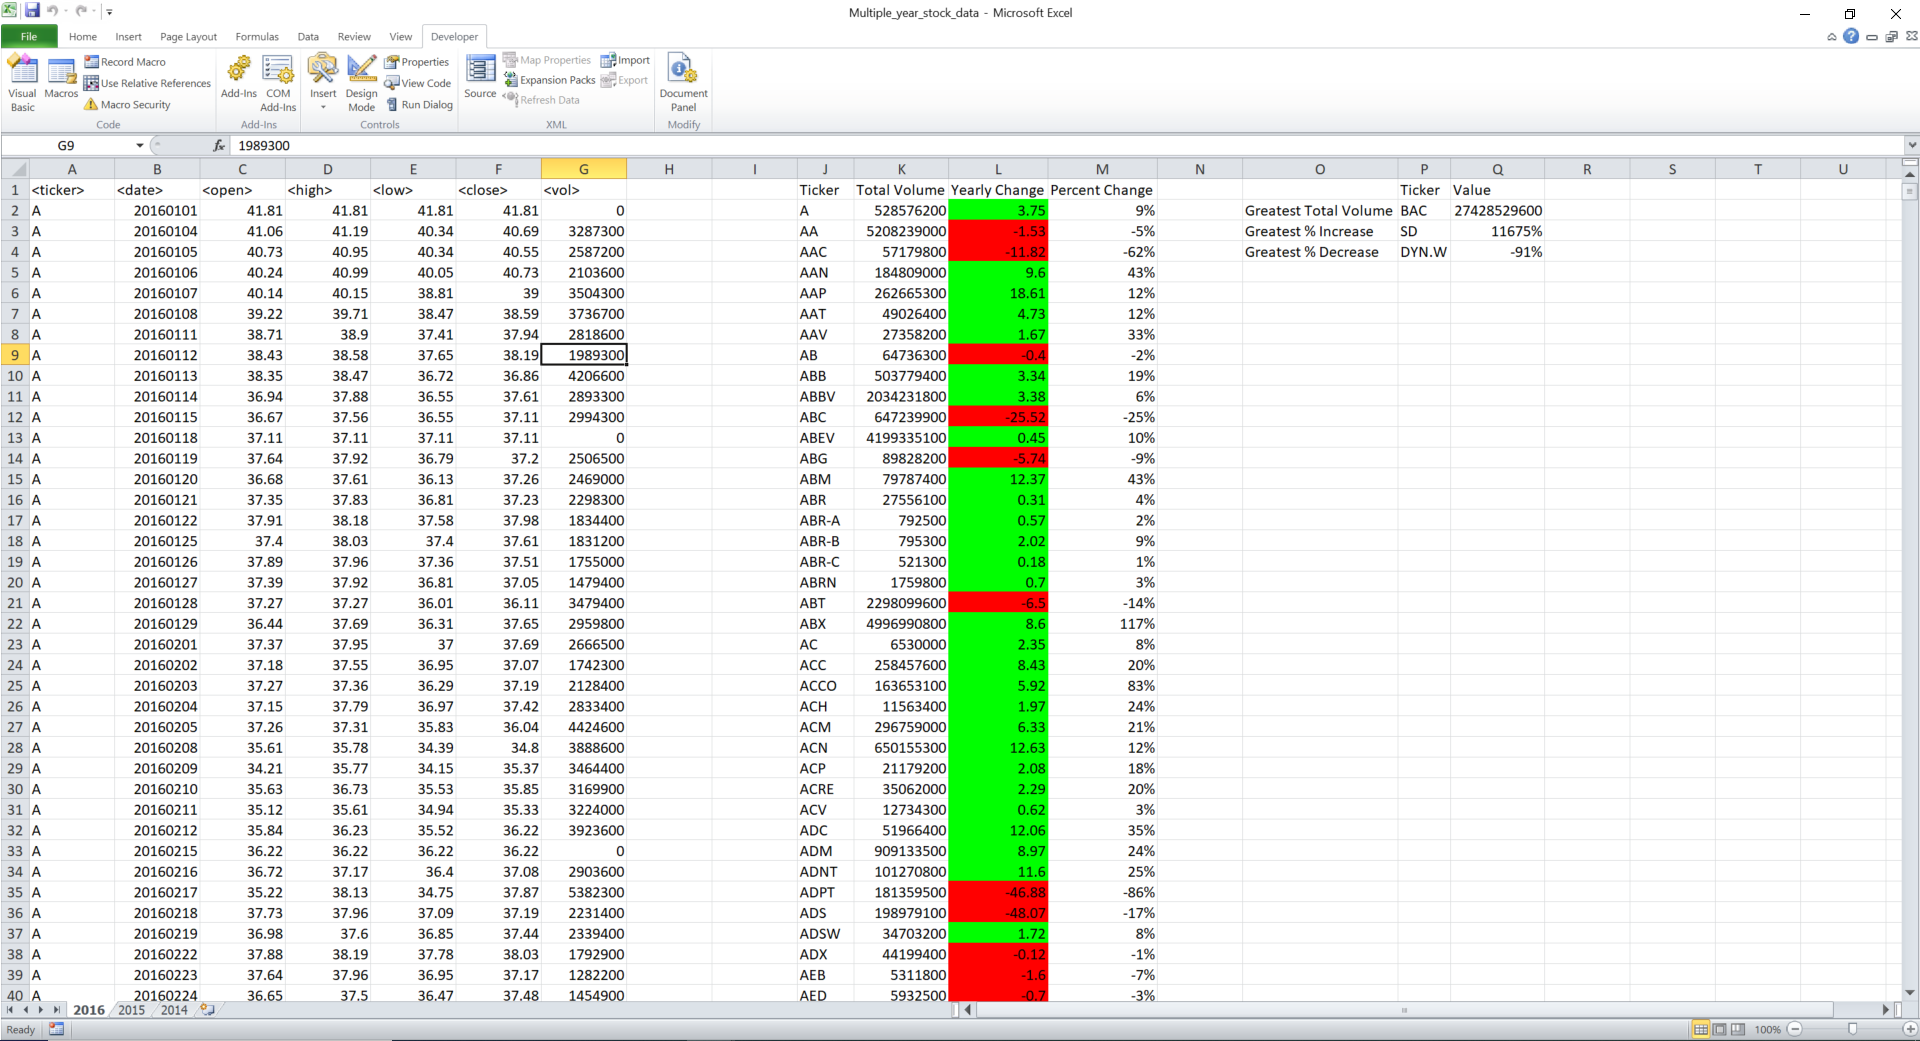 Multiple_year_stock_data - Microsoft Excel
File Home Insert Page Layout Formulas Data Review View Developer
Visual Basic Macros Record Macro Use Relative References Macro Security Code
Add-Ins COM Add-Ins Add-Ins
Insert Design Mode Properties View Code Run Dialog Controls
Source Map Properties Expansion Packs Refresh Data Import Export XML
Document Panel Modify
G9 fx 1989300
A B C D E F G H I J K L M N O P Q R S T U
1 <ticker> <date> <open> <high> <low> <close> <vol> Ticker Total Volume Yearly Change Percent Change Ticker Value
2 A 20160101 41.81 41.81 41.81 41.81 0 A 528576200 3.75 9% Greatest Total Volume BAC 27428529600
3 A 20160104 41.06 41.19 40.34 40.69 3287300 AA 5208239000 -1.53 -5% Greatest % Increase SD 11675%
4 A 20160105 40.73 40.95 40.34 40.55 2587200 AAC 57179800 -11.82 -62% Greatest % Decrease DYN.W -91%
5 A 20160106 40.24 40.99 40.05 40.73 2103600 AAN 184809000 9.6 43%
6 A 20160107 40.14 40.15 38.81 39 3504300 AAP 262665300 18.61 12%
7 A 20160108 39.22 39.71 38.47 38.59 3736700 AAT 49026400 4.73 12%
8 A 20160111 38.71 38.9 37.41 37.94 2818600 AAV 27358200 1.67 33%
9 A 20160112 38.43 38.58 37.65 38.19 1989300 AB 64736300 -0.4 -2%
10 A 20160113 38.35 38.47 36.72 36.86 4206600 ABB 503779400 3.34 19%
11 A 20160114 36.94 37.88 36.55 37.61 2893300 ABBV 2034231800 3.38 6%
12 A 20160115 36.67 37.56 36.55 37.11 2994300 ABC 647239900 -25.52 -25%
13 A 20160118 37.11 37.11 37.11 37.11 0 ABEV 4199335100 0.45 10%
14 A 20160119 37.64 37.92 36.79 37.2 2506500 ABG 89828200 -5.74 -9%
15 A 20160120 36.68 37.61 36.13 37.26 2469000 ABM 79787400 12.37 43%
16 A 20160121 37.35 37.83 36.81 37.23 2298300 ABR 27556100 0.31 4%
17 A 20160122 37.91 38.18 37.58 37.98 1834400 ABR-A 792500 0.57 2%
18 A 20160125 37.4 38.03 37.4 37.61 1831200 ABR-B 795300 2.02 9%
19 A 20160126 37.89 37.96 37.36 37.51 1755000 ABR-C 521300 0.18 1%
20 A 20160127 37.39 37.92 36.81 37.05 1479400 ABRN 1759800 0.7 3%
21 A 20160128 37.27 37.27 36.01 36.11 3479400 ABT 2298099600 -6.5 -14%
22 A 20160129 36.44 37.69 36.31 37.65 2959800 ABX 4996990800 8.6 117%
23 A 20160201 37.37 37.95 37 37.69 2666500 AC 6530000 2.35 8%
24 A 20160202 37.18 37.55 36.95 37.07 1742300 ACC 258457600 8.43 20%
25 A 20160203 37.27 37.36 36.29 37.19 2128400 ACCO 163653100 5.92 83%
26 A 20160204 37.15 37.79 36.97 37.42 2833400 ACH 11563400 1.97 24%
27 A 20160205 37.26 37.31 35.83 36.04 4424600 ACM 296759000 6.33 21%
28 A 20160208 35.61 35.78 34.39 34.8 3888600 ACN 650155300 12.63 12%
29 A 20160209 34.21 35.77 34.15 35.37 3464400 ACP 21179200 2.08 18%
30 A 20160210 35.63 36.73 35.53 35.85 3169900 ACRE 35062000 2.29 20%
31 A 20160211 35.12 35.61 34.94 35.33 3224000 ACV 12734300 0.62 3%
32 A 20160212 35.84 36.23 35.52 36.22 3923600 ADC 51966400 12.06 35%
33 A 20160215 36.22 36.22 36.22 36.22 0 ADM 909133500 8.97 24%
34 A 20160216 36.72 37.17 36.4 37.08 2903600 ADNT 101270800 11.6 25%
35 A 20160217 35.22 38.13 34.75 37.87 5382300 ADPT 181359500 -46.88 -86%
36 A 20160218 37.73 37.96 37.09 37.19 2231400 ADS 198979100 -48.07 -17%
37 A 20160219 36.98 37.6 36.85 37.44 2339400 ADSW 34703200 1.72 8%
38 A 20160222 37.88 38.19 37.78 38.03 1792900 ADX 44199400 -0.12 -1%
39 A 20160223 37.64 37.96 36.95 37.17 1282200 AEB 5311800 -1.6 -7%
40 A 20160224 36.65 37.5 36.47 37.48 1454900 AED 5932500 -0.7 -3%
2016 2015 2014
Ready 100%